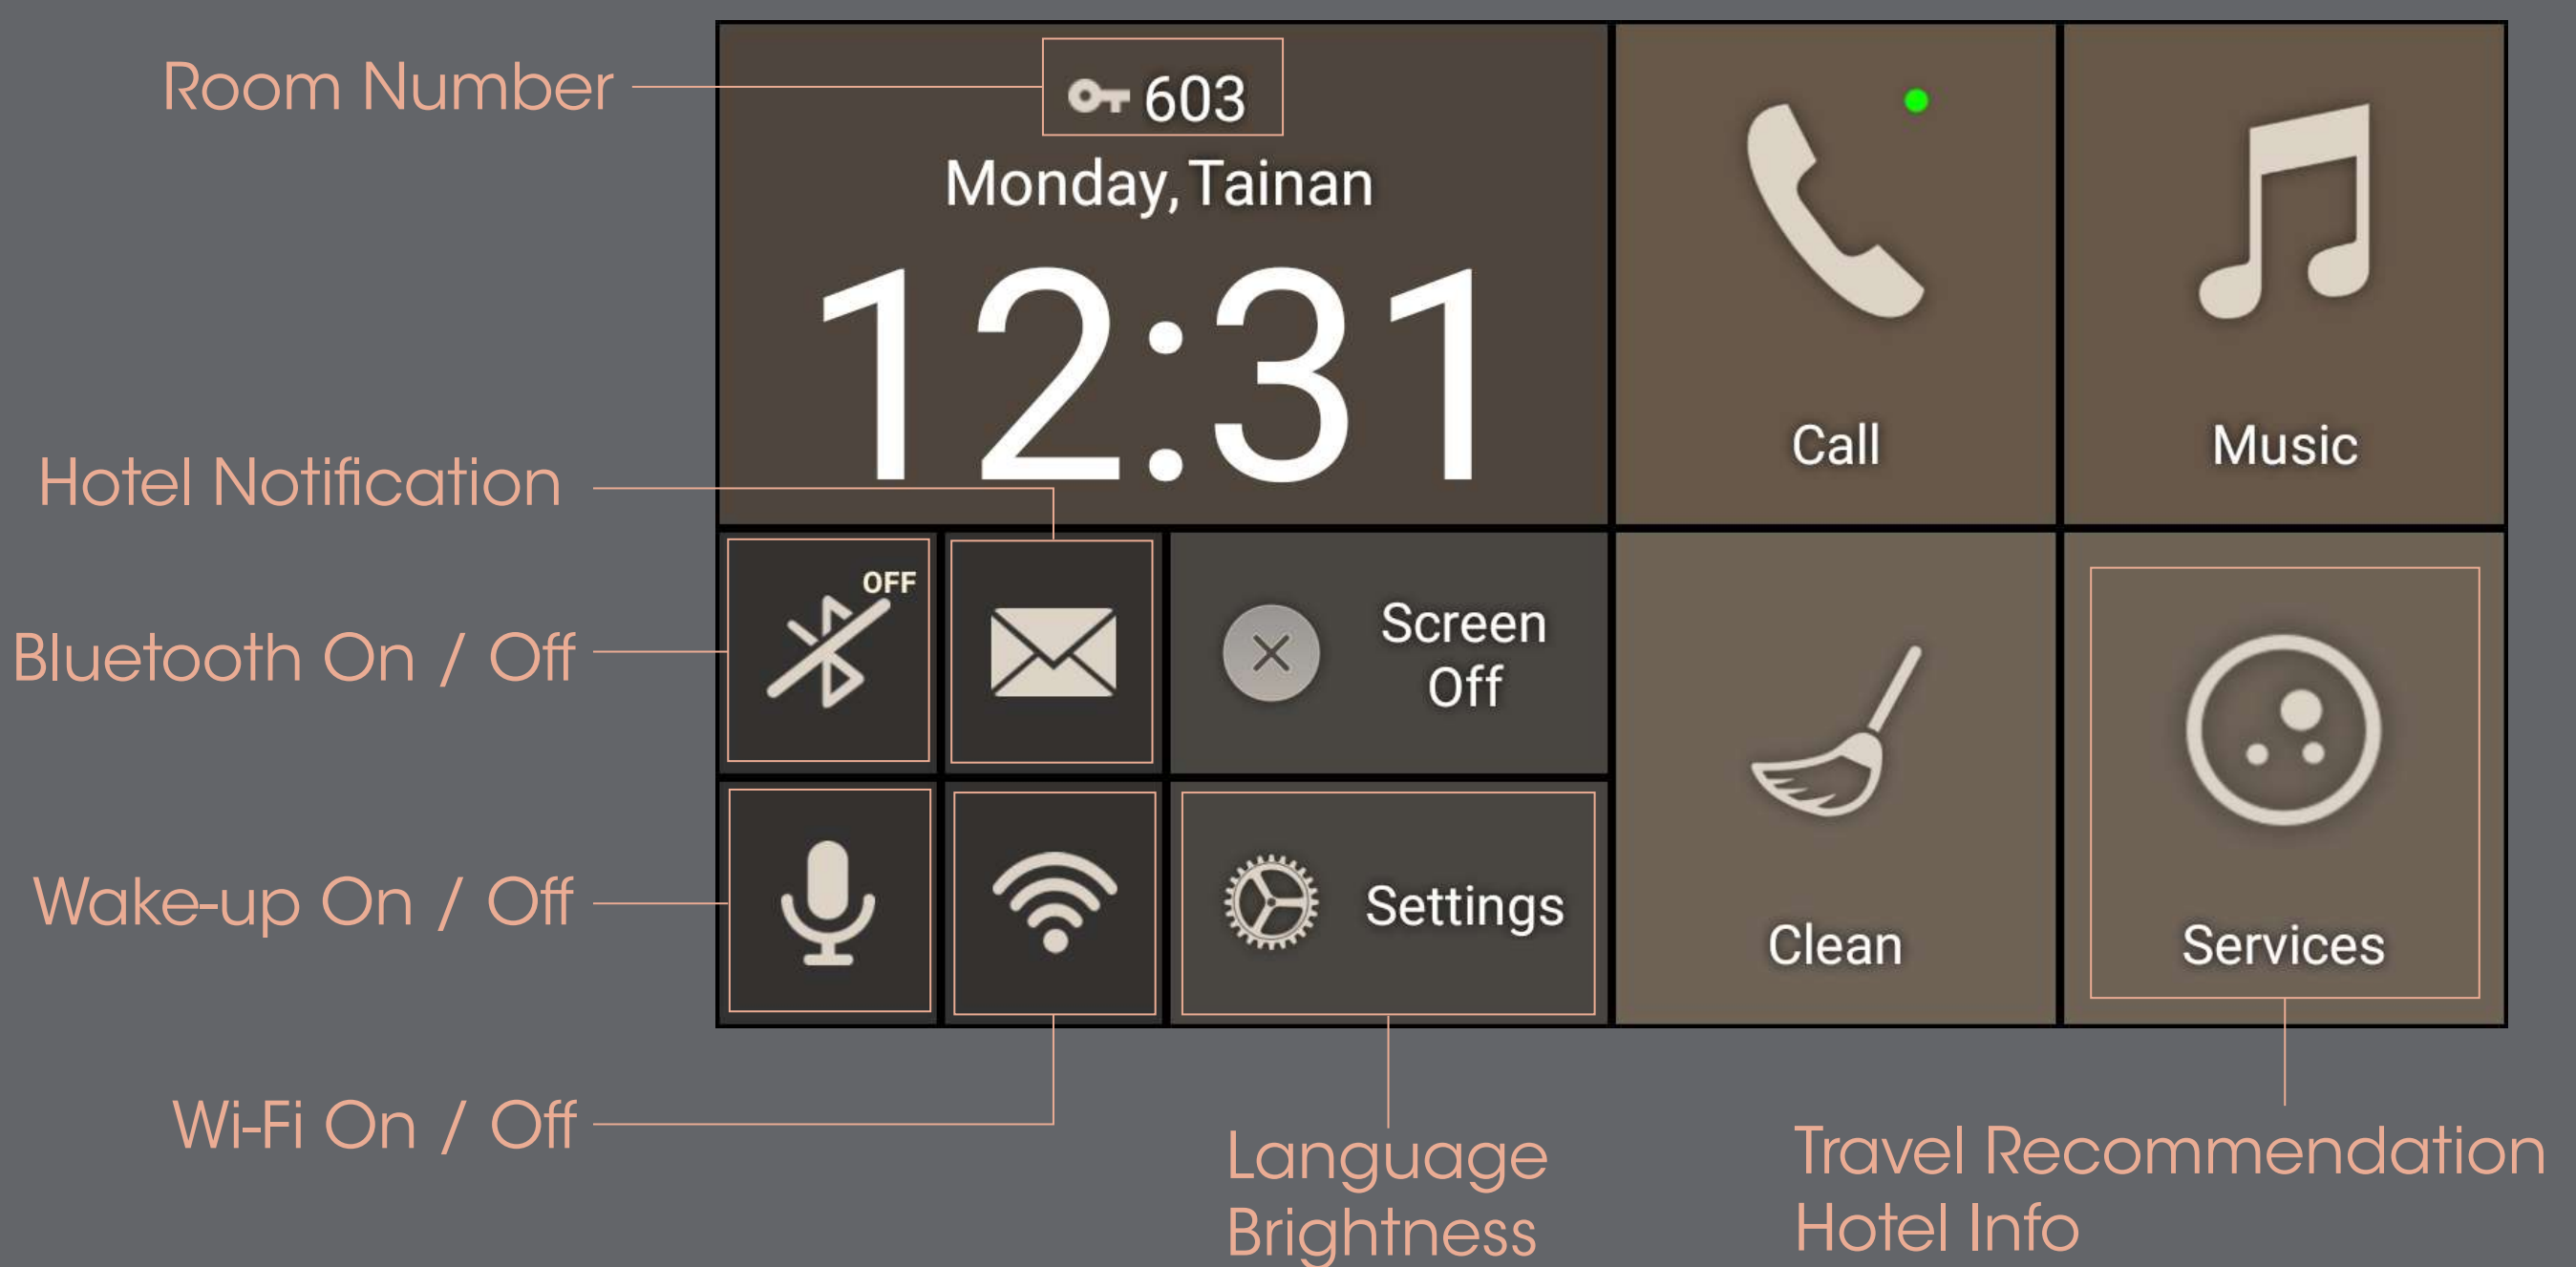 Room Number
603
Monday, Tainan
12:31
Call
Music
Hotel Notification
Bluetooth On / Off
OFF
Screen
Off
Wake-up On / Off
Settings
Clean
Services
Wi-Fi On / Off
Language
Brightness
Travel Recommendation
Hotel Info